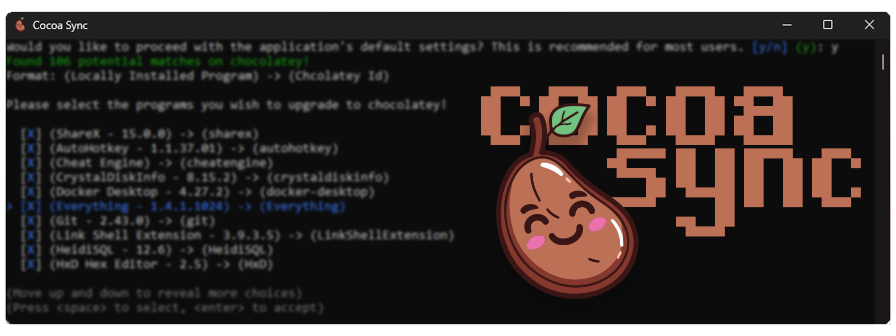 Cocoa Sync
Would you like to proceed with the application's default settings? This is recommended for most users. [y/n] (y): y
Found 106 potential matches on chocolatey!
Format: (Locally Installed Program) -> (Chcolatey Id)
Please select the programs you wish to upgrade to chocolatey!
[X] (ShareX - 15.0.0) -> (sharex)
[X] (AutoHotkey - 1.1.37.01) -> (autohotkey)
[X] (Cheat Engine) -> (cheatengine)
[X] (CrystalDiskInfo - 8.15.2) -> (crystaldiskinfo)
[X] (Docker Desktop - 4.27.2) -> (docker-desktop)
> [X] (Everything - 1.4.1.1024) -> (Everything)
[X] (Git - 2.43.0) -> (git)
[X] (Link Shell Extension - 3.9.3.5) -> (LinkShellExtension)
[X] (HeidiSQL - 12.6) -> (HeidiSQL)
[X] (HxD Hex Editor - 2.5) -> (HxD)
(Move up and down to reveal more choices)
(Press <space> to select, <enter> to accept)
cocoa
sync